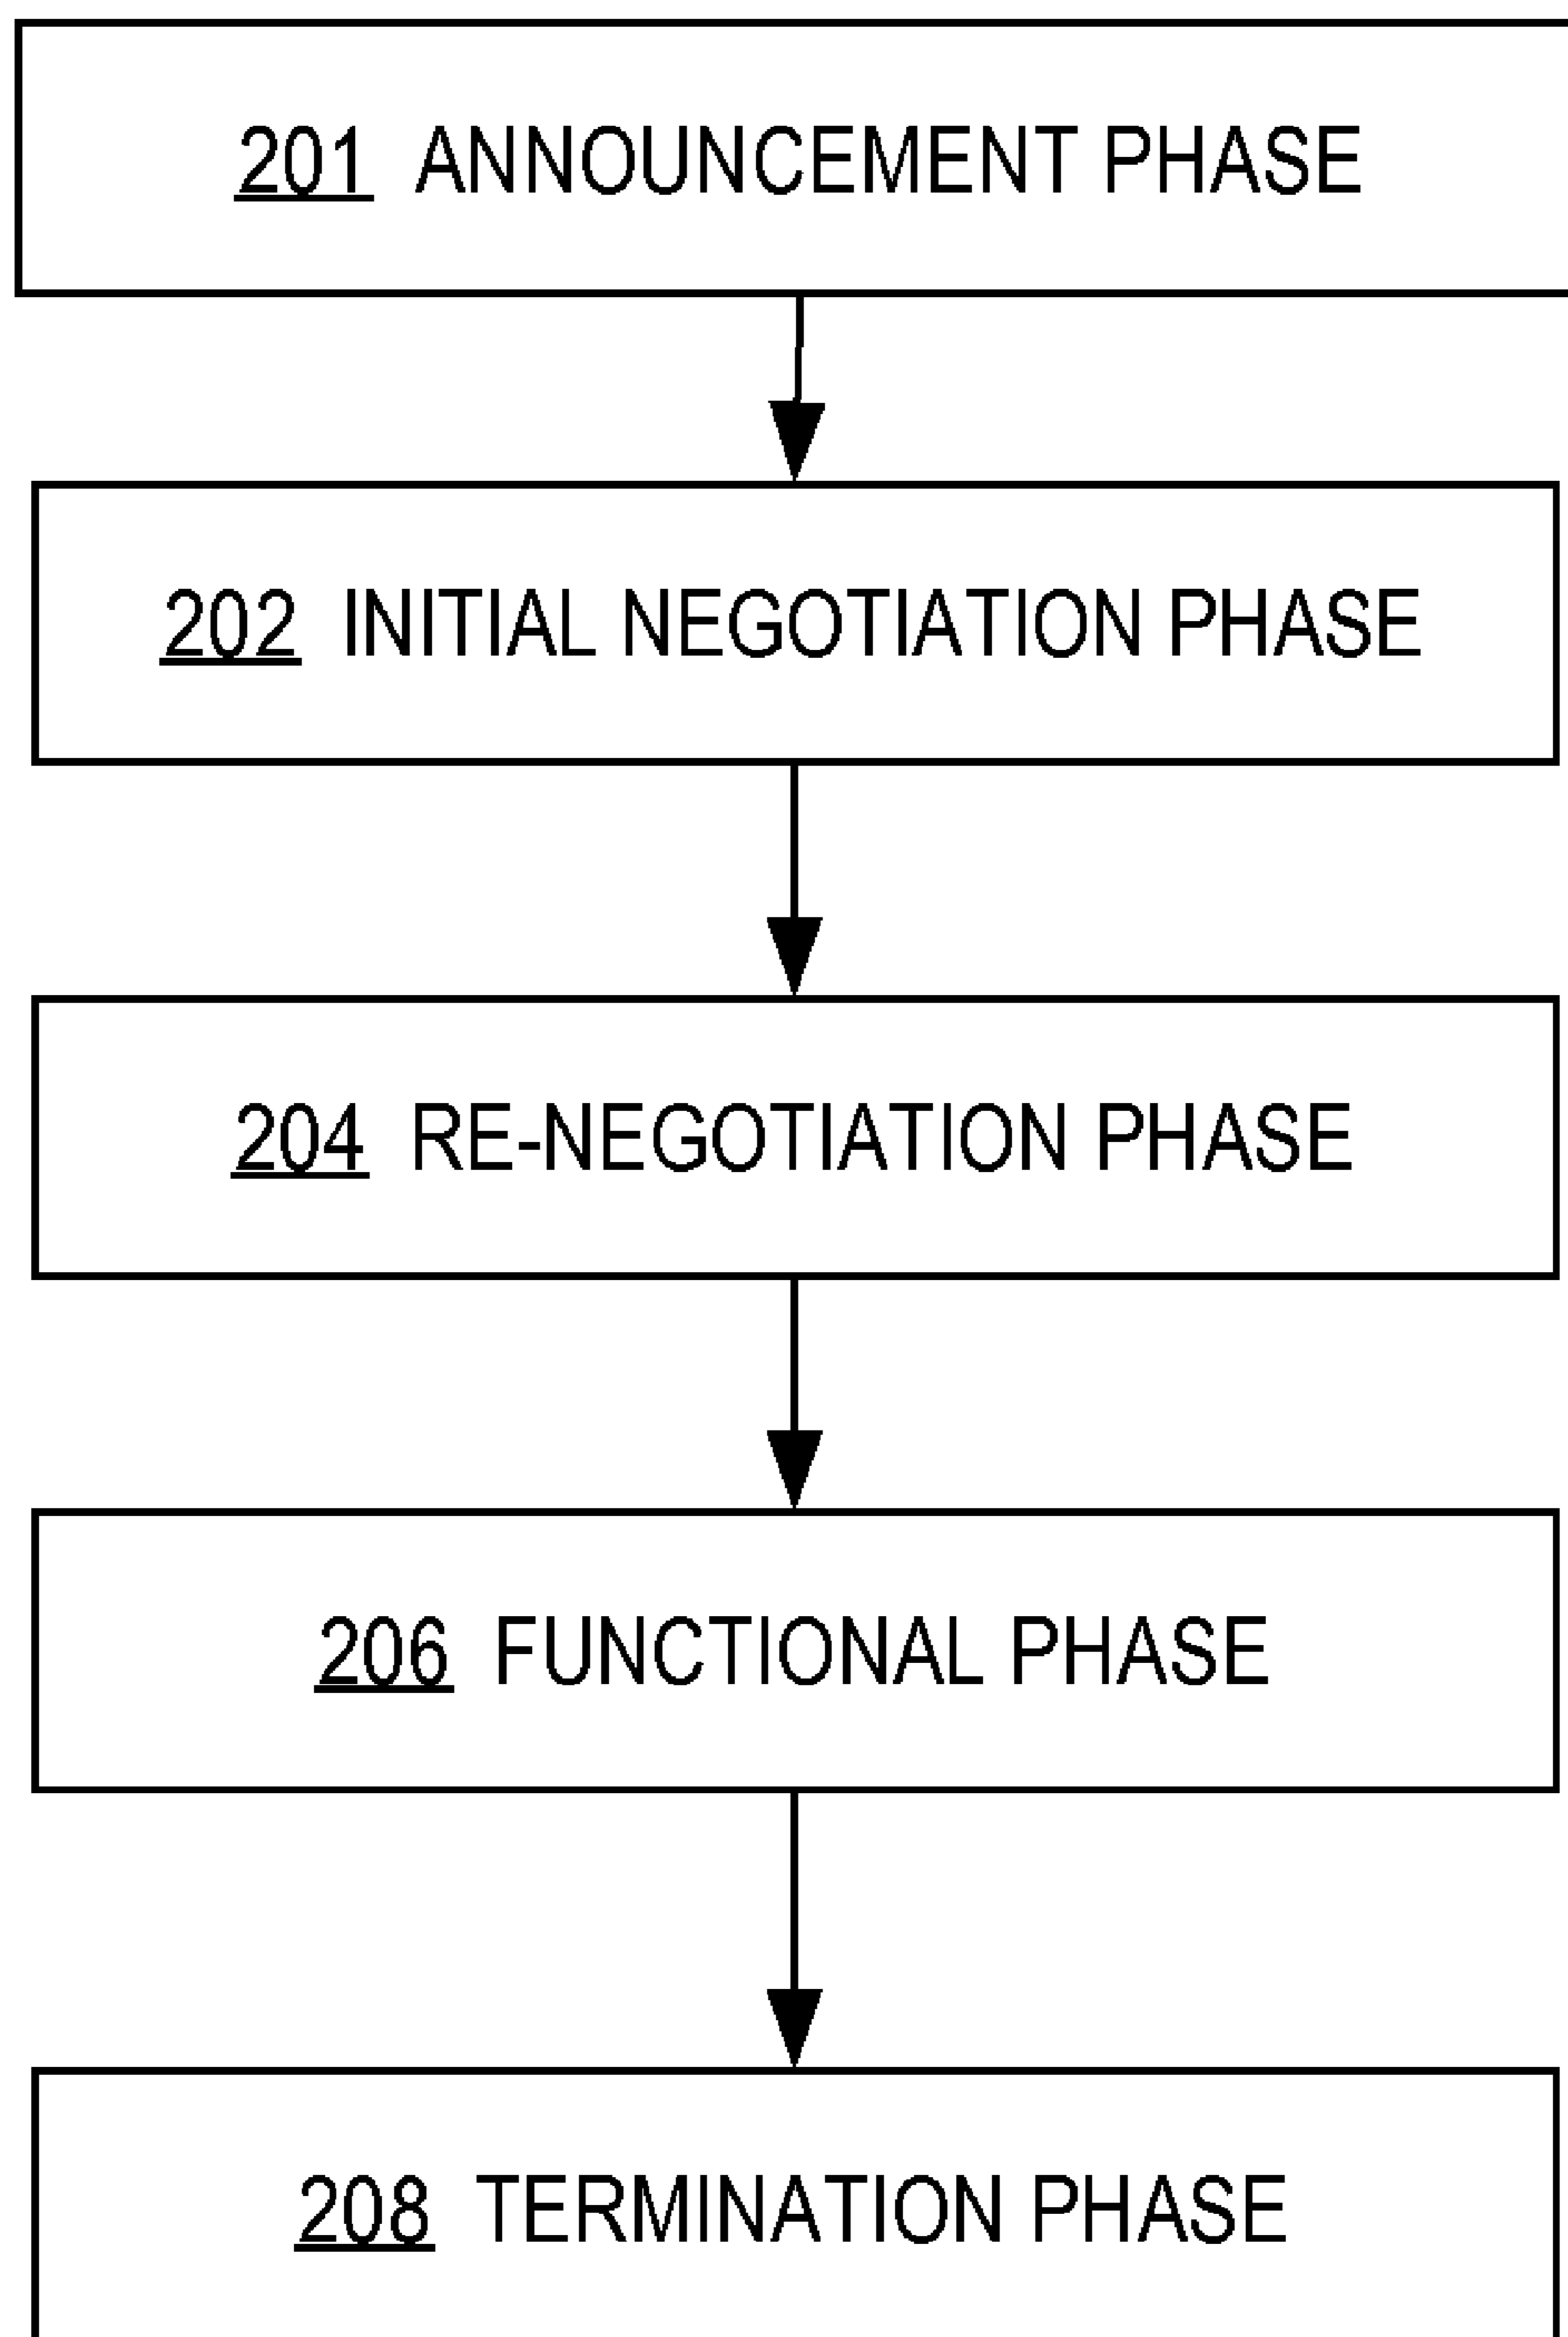 201 ANNOUNCEMENT PHASE
202 INITIAL NEGOTIATION PHASE
204 RE-NEGOTIATION PHASE
206 FUNCTIONAL PHASE
208 TERMINATION PHASE